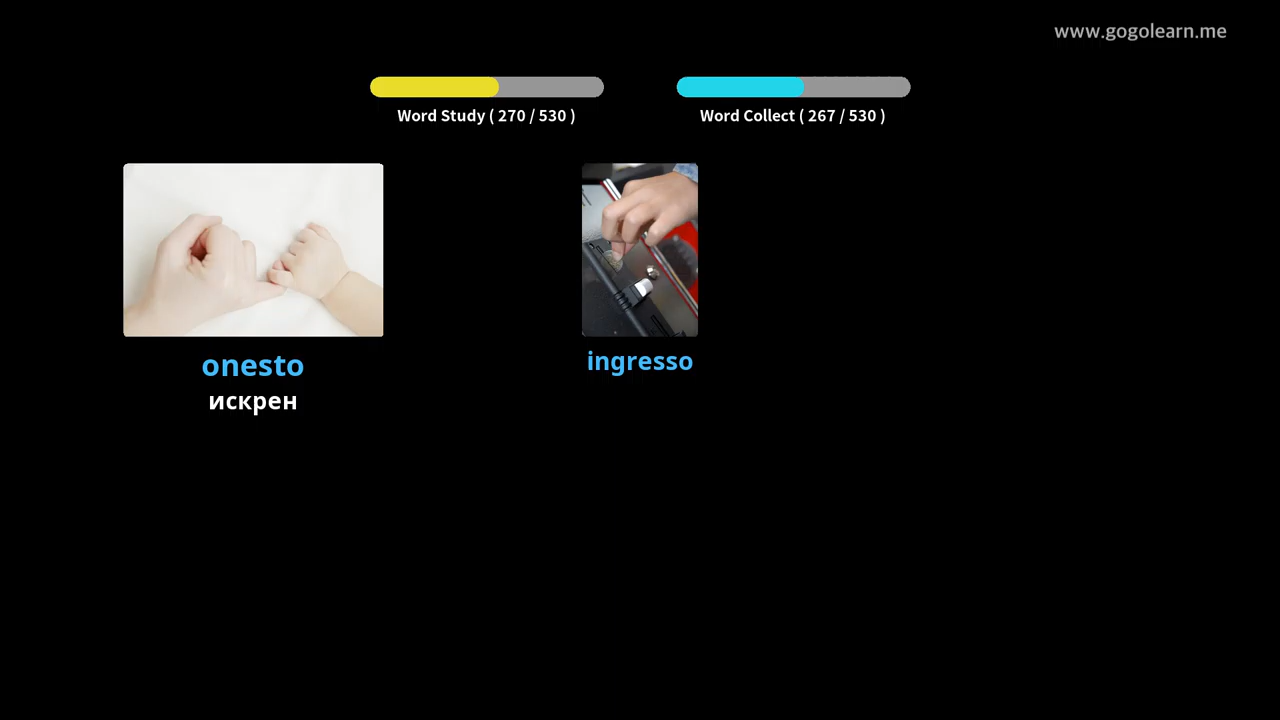 www.gogolearn.me
Word Study ( 270 / 530 )
Word Collect ( 267 / 530 )
onesto
искрен
ingresso